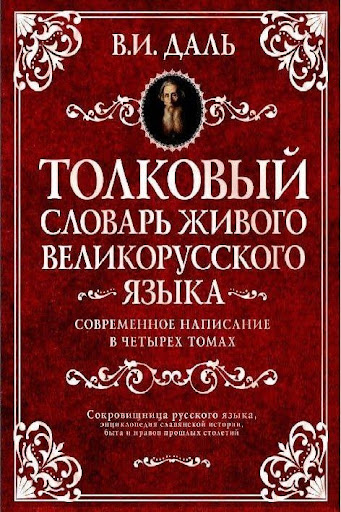 В.И. ДАЛЬ
ТОЛКОВЫЙ
СЛОВАРЬ ЖИВОГО
ВЕЛИКОРУССКОГО
ЯЗЫКА
СОВРЕМЕННОЕ НАПИСАНИЕ
В ЧЕТЫРЕХ ТОМАХ
Сокровищница русского языка,
энциклопедия славянской истории,
быта и нравов прошлых столетий